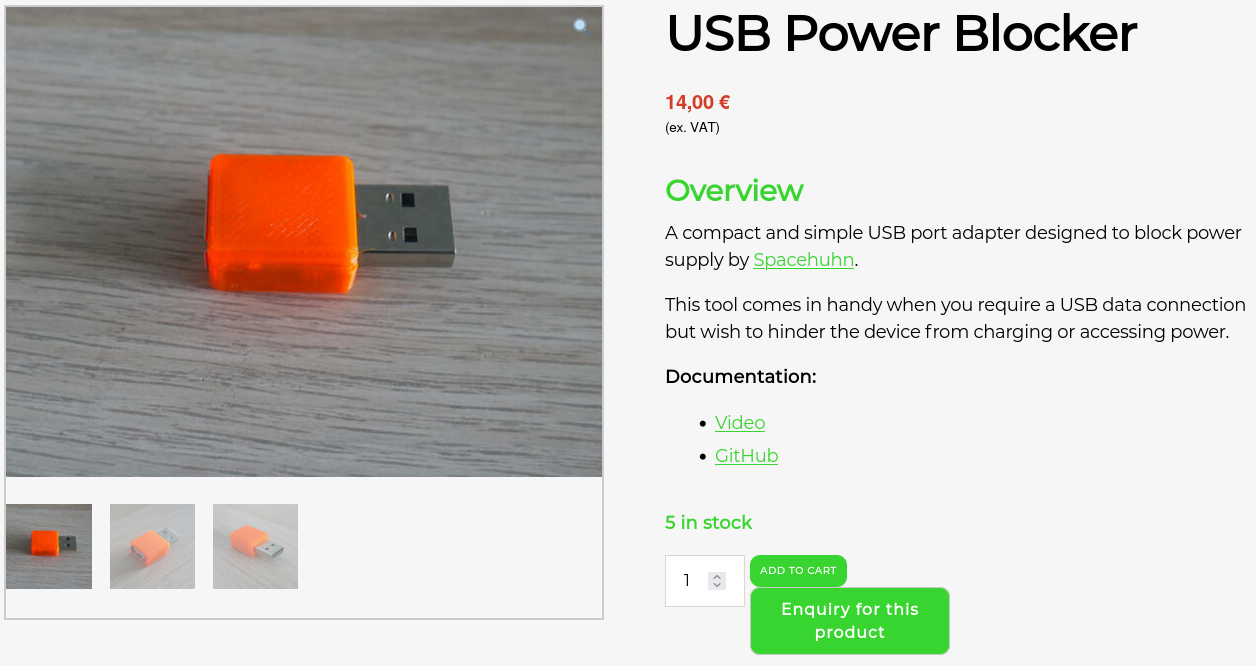 USB Power Blocker
14,00 €
(ex. VAT)
Overview
A compact and simple USB port adapter designed to block power
supply by Spacehuhn.
This tool comes in handy when you require a USB data connection
but wish to hinder the device from charging or accessing power.
Documentation:
Video
GitHub
5 in stock
1
ADD TO CART
Enquiry for this
product